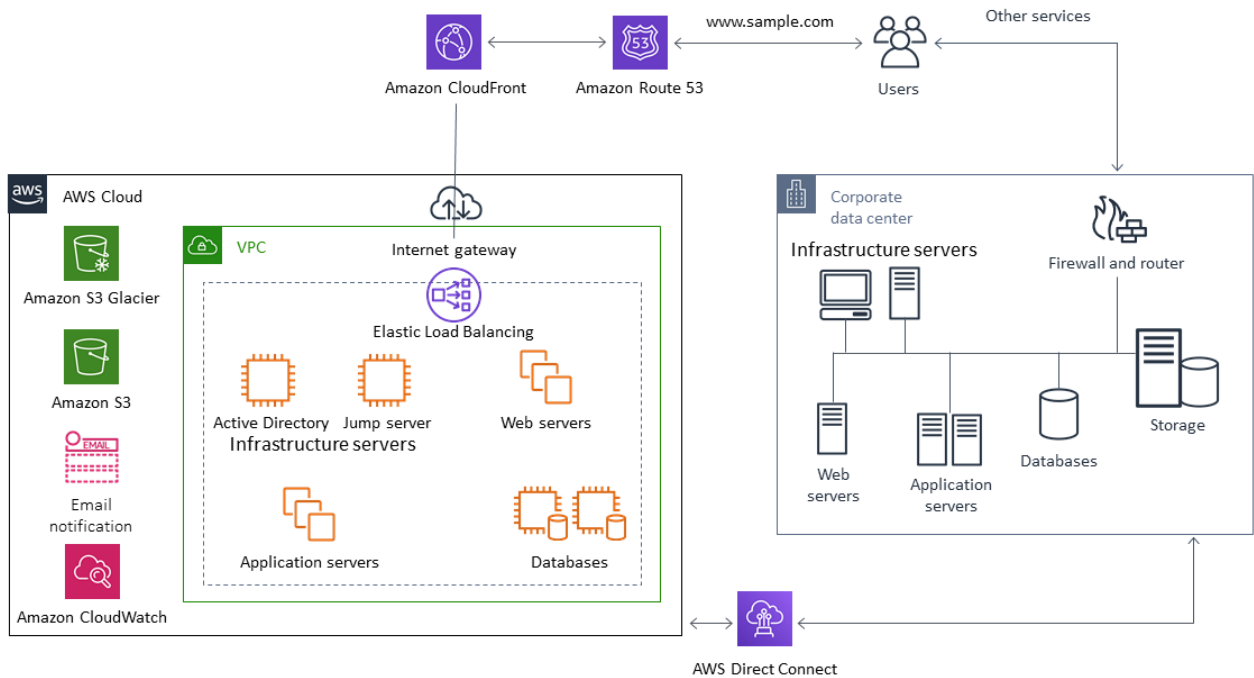 www.sample.com
Other services
53
Amazon CloudFront
Amazon Route 53
Users
aws
AWS Cloud
Corporate
data center
VPC
Internet gateway
Infrastructure servers
Firewall and router
Amazon S3 Glacier
Elastic Load Balancing
Amazon S3
Active Directory
Jump server
Web servers
Infrastructure servers
Storage
EMAIL
Email
notification
Web
servers
Application
servers
Databases
Application servers
Databases
Amazon CloudWatch
AWS Direct Connect